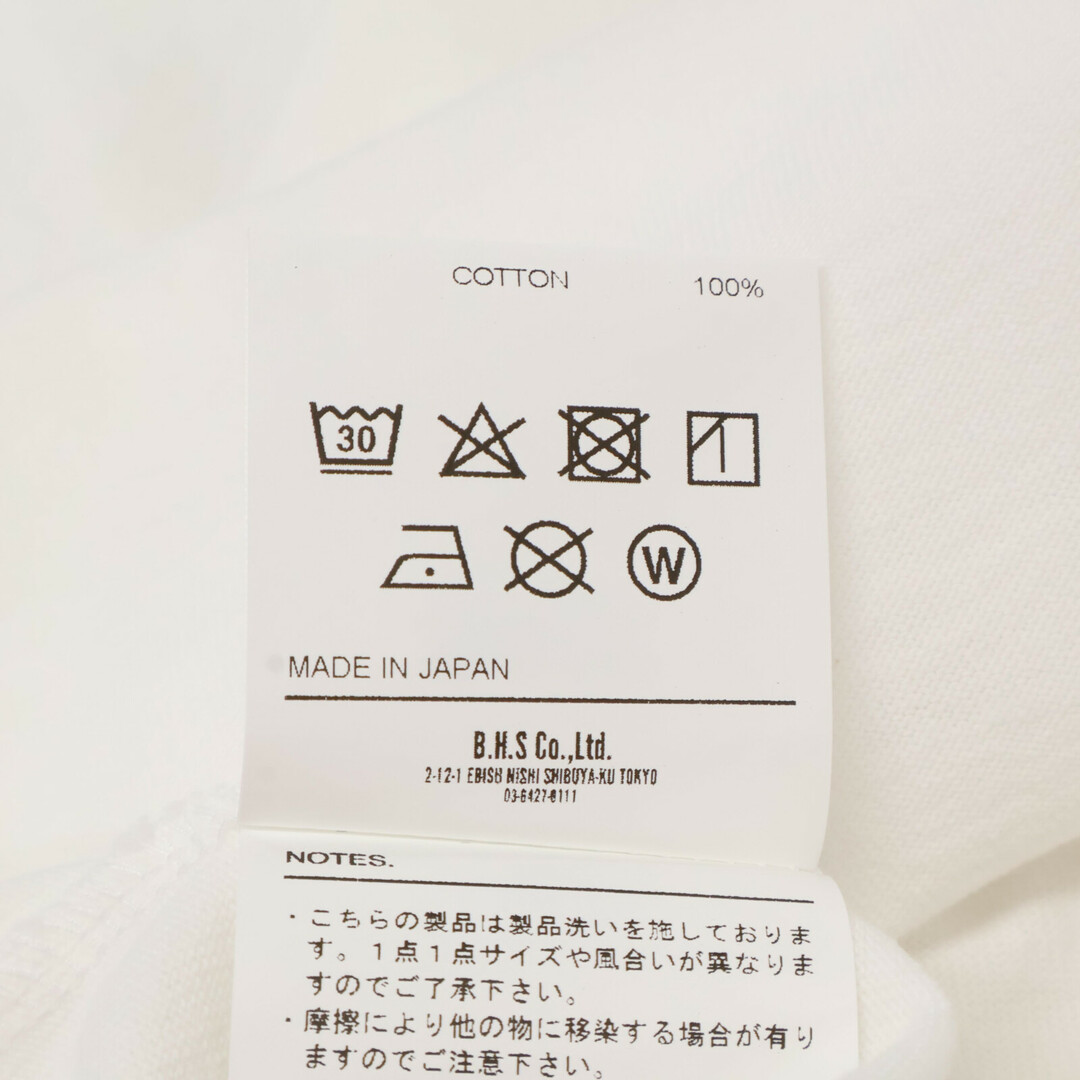 COTTON 100%
30
W
MADE IN JAPAN
B.H.S Co.,Ltd.
2-12-1 EBISU NISHI SHIBUYA-KU TOKYO
03-6427-8111
NOTES.
・こちらの製品は製品洗いを施しておりま
す。１点１点サイズや風合いが異なりま
すのでご了承下さい。
・摩擦により他の物に移染する場合が有り
ますのでご注意下さい。